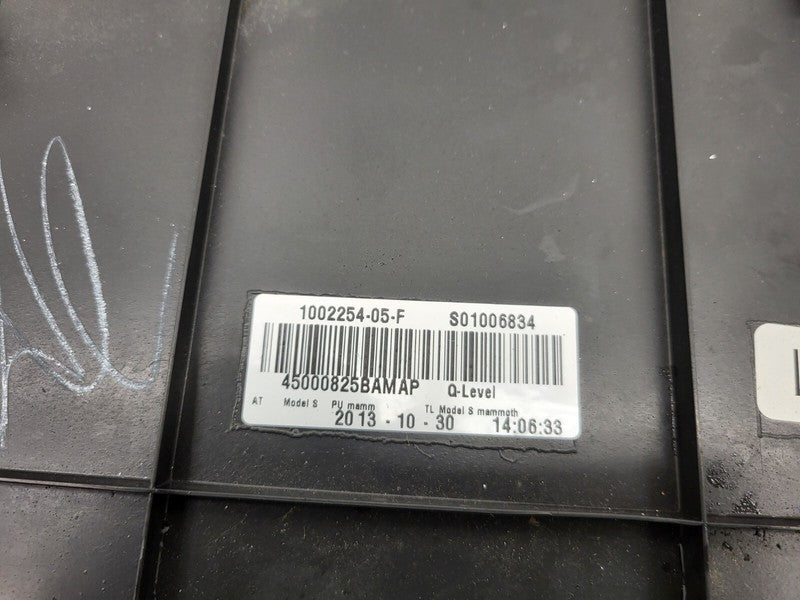 1002254-05-F S01006834
45000825BAMAP Q-Level
AT Model S PU mamm TL Model S mammoth
2013 - 10 - 30 14:06:33